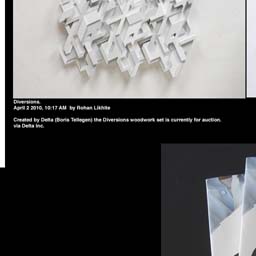 Diversions.
April 2 2010, 10:17 AM by Rohan Likhite
Created by Delta (Boris Tellegen) the Diversions woodwork set is currently for auction.
via Delta Inc.